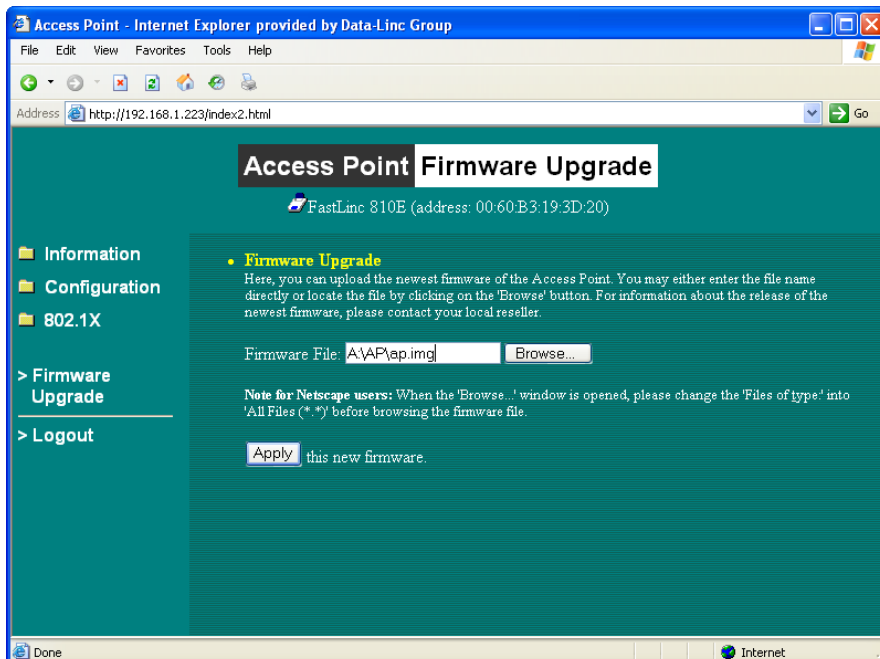 Access Point - Internet Explorer provided by Data-Linc Group
File Edit View Favorites Tools Help
Address http://192.168.1.223/index2.html Go
Access Point Firmware Upgrade
FastLinc 810E (address: 00:60:B3:19:3D:20)
Information
Configuration
802.1X
> Firmware
Upgrade
> Logout
• Firmware Upgrade
Here, you can upload the newest firmware of the Access Point. You may either enter the file name
directly or locate the file by clicking on the 'Browse' button. For information about the release of the
newest firmware, please contact your local reseller.
Firmware File: A:\AP\ap.img Browse...
Note for Netscape users: When the 'Browse...' window is opened, please change the 'Files of type:' into
'All Files (*.*)' before browsing the firmware file.
Apply this new firmware.
Done Internet